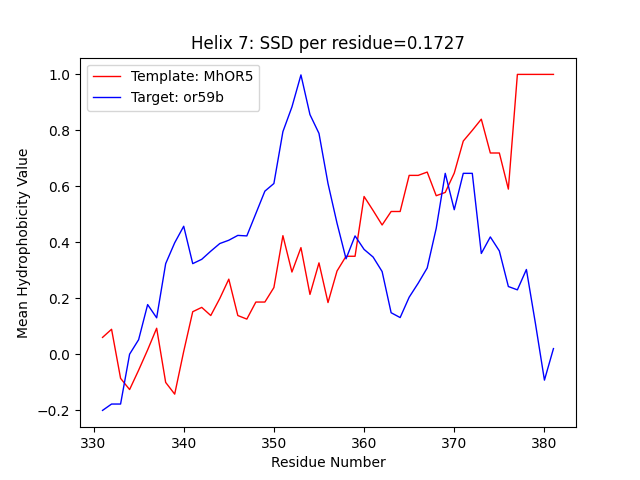 Helix 7: SSD per residue=0.1727
Template: MhOR5
Target: or59b
Mean Hydrophobicity Value
1.0
0.8
0.6
0.4
0.2
0.0
−0.2
330 340 350 360 370 380
Residue Number